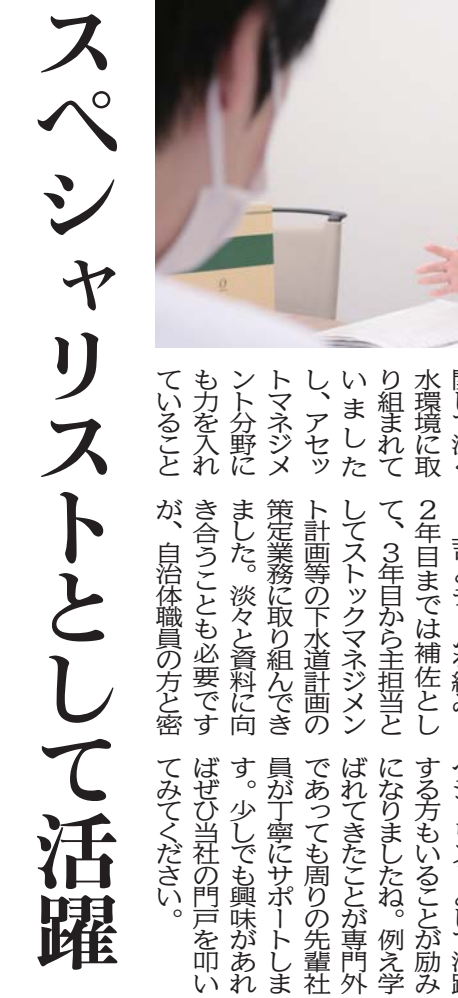 スペシャリストとして活躍
水環境に取
り組まれて
いました
し、アセッ
トマネジメ
ント分野に
も力を入れ
ていること
２年目までは補佐とし
て、３年目から主担当と
してストックマネジメン
ト計画等の下水道計画の
策定業務に取り組んでき
ました。淡々と資料に向
き合うことも必要です
が、自治体職員の方と密
する方もいることが励み
になりましたね。例え学
ばれてきたことが専門外
であっても周りの先輩社
員が丁寧にサポートしま
す。少しでも興味があれ
ばぜひ当社の門戸を叩い
てみてください。